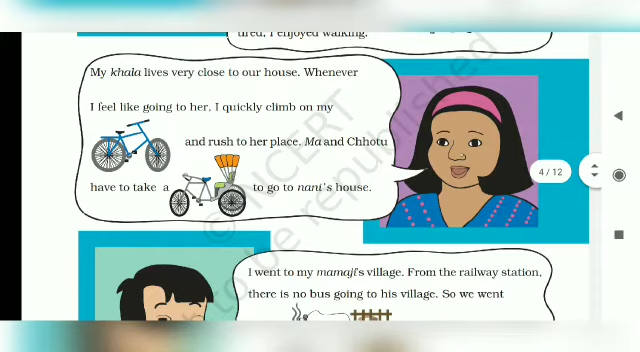 tired, I enjoyed walking.
My khala lives very close to our house. Whenever
I feel like going to her, I quickly climb on my
and rush to her place. Ma and Chhotu
have to take a to go to nani's house.
4 / 12
I went to my mamaji's village. From the railway station,
there is no bus going to his village. So we went
© NCERT
not to be republished